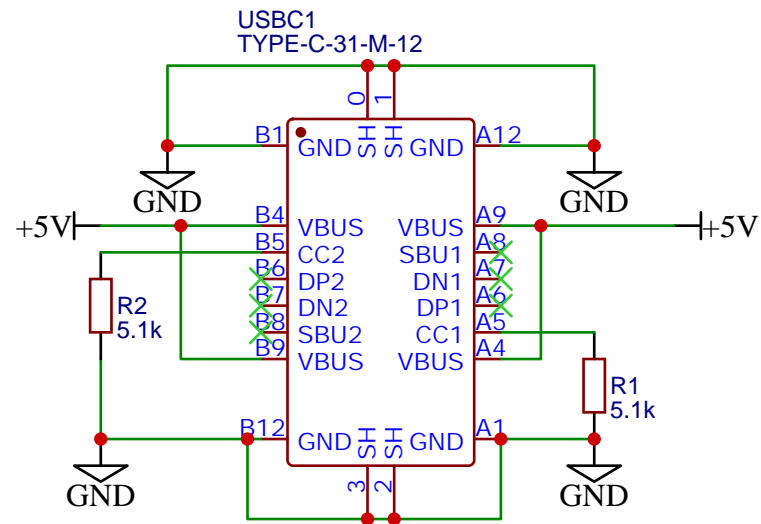 USBC1
TYPE-C-31-M-12
0 1
B1 GND SH SH GND A12
GND GND
+5V B4 VBUS VBUS A9 +5V
B5 CC2 SBU1 A8
B6 DP2 DN1 A7
R2 B7 DN2 DP1 A6
5.1k B8 SBU2 CC1 A5
B9 VBUS VBUS A4
R1
5.1k
B12 GND SH SH GND A1
3 2
GND GND